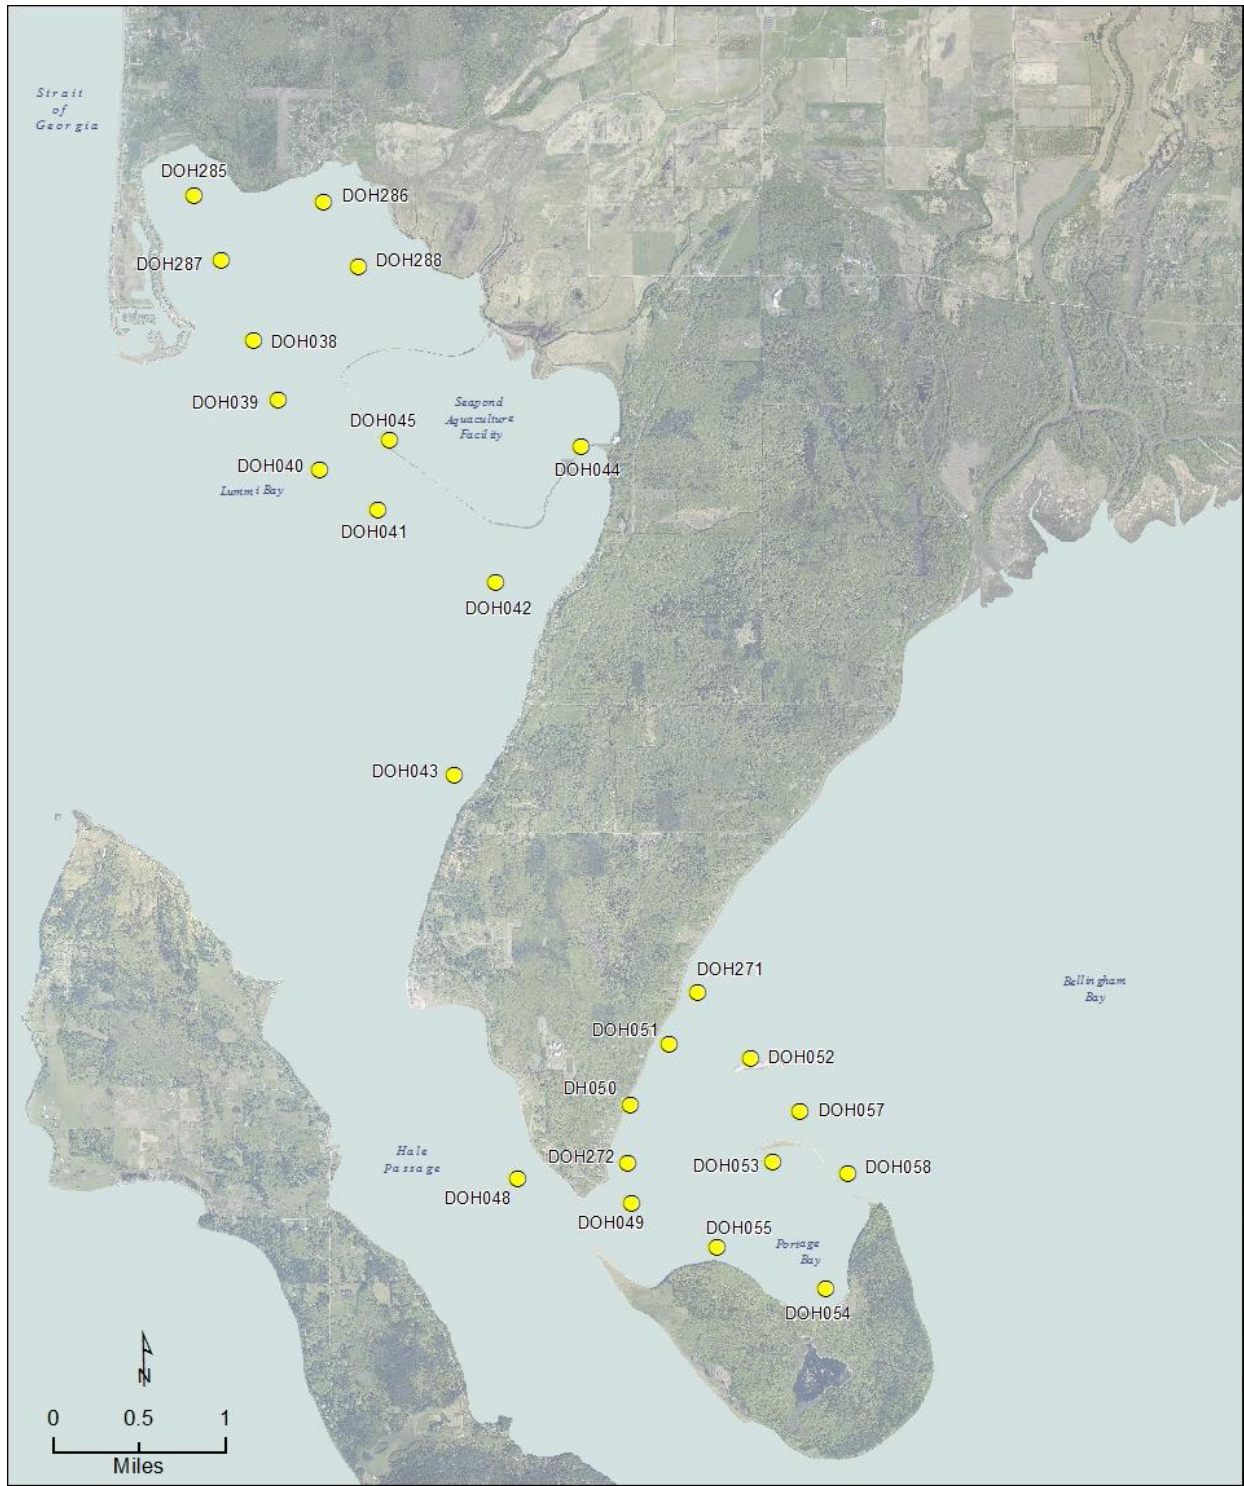 Strait
of
Georgia
DOH285
DOH286
DOH287
DOH288
DOH038
DOH039
Seapond
Aquaculture
Facility
DOH045
DOH044
DOH040
Lummi Bay
DOH041
DOH042
DOH043
DOH271
Bellingham
Bay
DOH051
DOH052
DH050
DOH057
Hale
Passage
DOH272
DOH053
DOH058
DOH048
DOH049
DOH055
Portage
Bay
DOH054
N
0 0.5 1
Miles